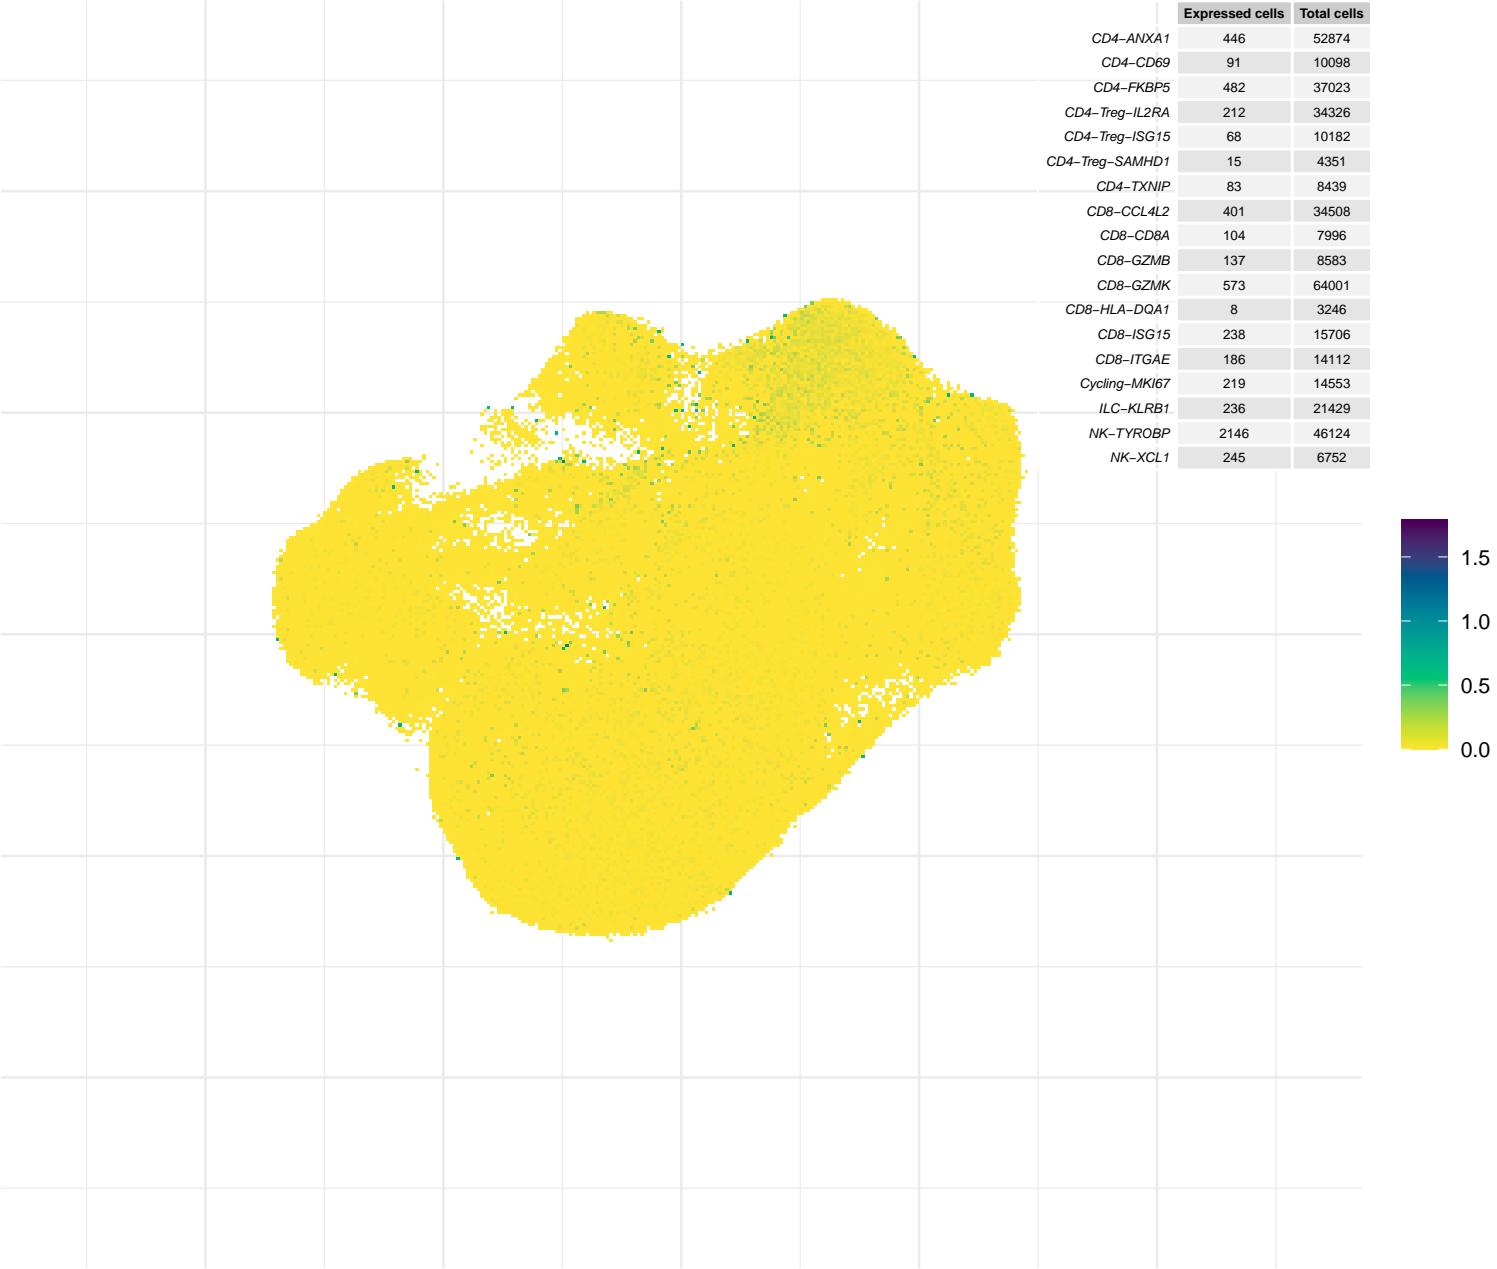 Expressed cells Total cells
CD4−ANXA1 446 52874
CD4−CD69 91 10098
CD4−FKBP5 482 37023
CD4−Treg−IL2RA 212 34326
CD4−Treg−ISG15 68 10182
CD4−Treg−SAMHD1 15 4351
CD4−TXNIP 83 8439
CD8−CCL4L2 401 34508
CD8−CD8A 104 7996
CD8−GZMB 137 8583
CD8−GZMK 573 64001
CD8−HLA−DQA1 8 3246
CD8−ISG15 238 15706
CD8−ITGAE 186 14112
Cycling−MKI67 219 14553
ILC−KLRB1 236 21429
NK−TYROBP 2146 46124
NK−XCL1 245 6752
1.5
1.0
0.5
0.0